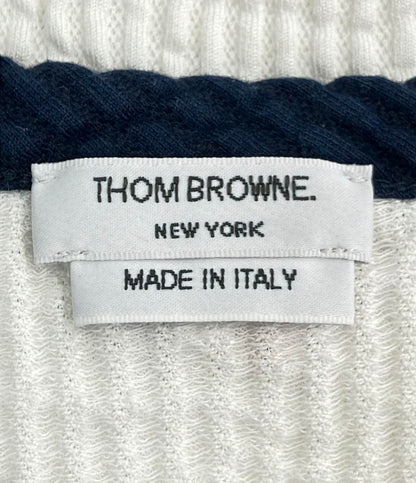 THOM BROWNE.
NEW YORK
MADE IN ITALY